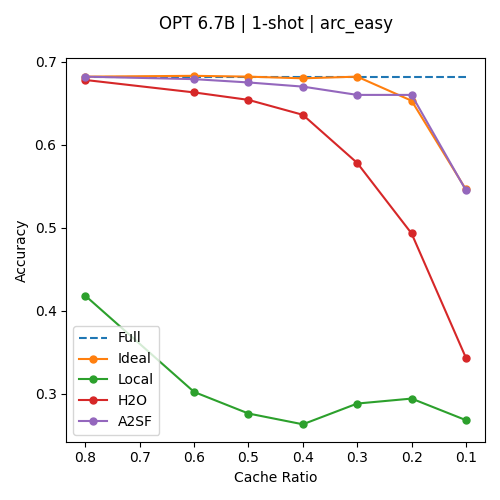 OPT 6.7B | 1-shot | arc_easy
0.7
0.6
0.5
0.4
0.3
Accuracy
Full
Ideal
Local
H2O
A2SF
0.8 0.7 0.6 0.5 0.4 0.3 0.2 0.1
Cache Ratio